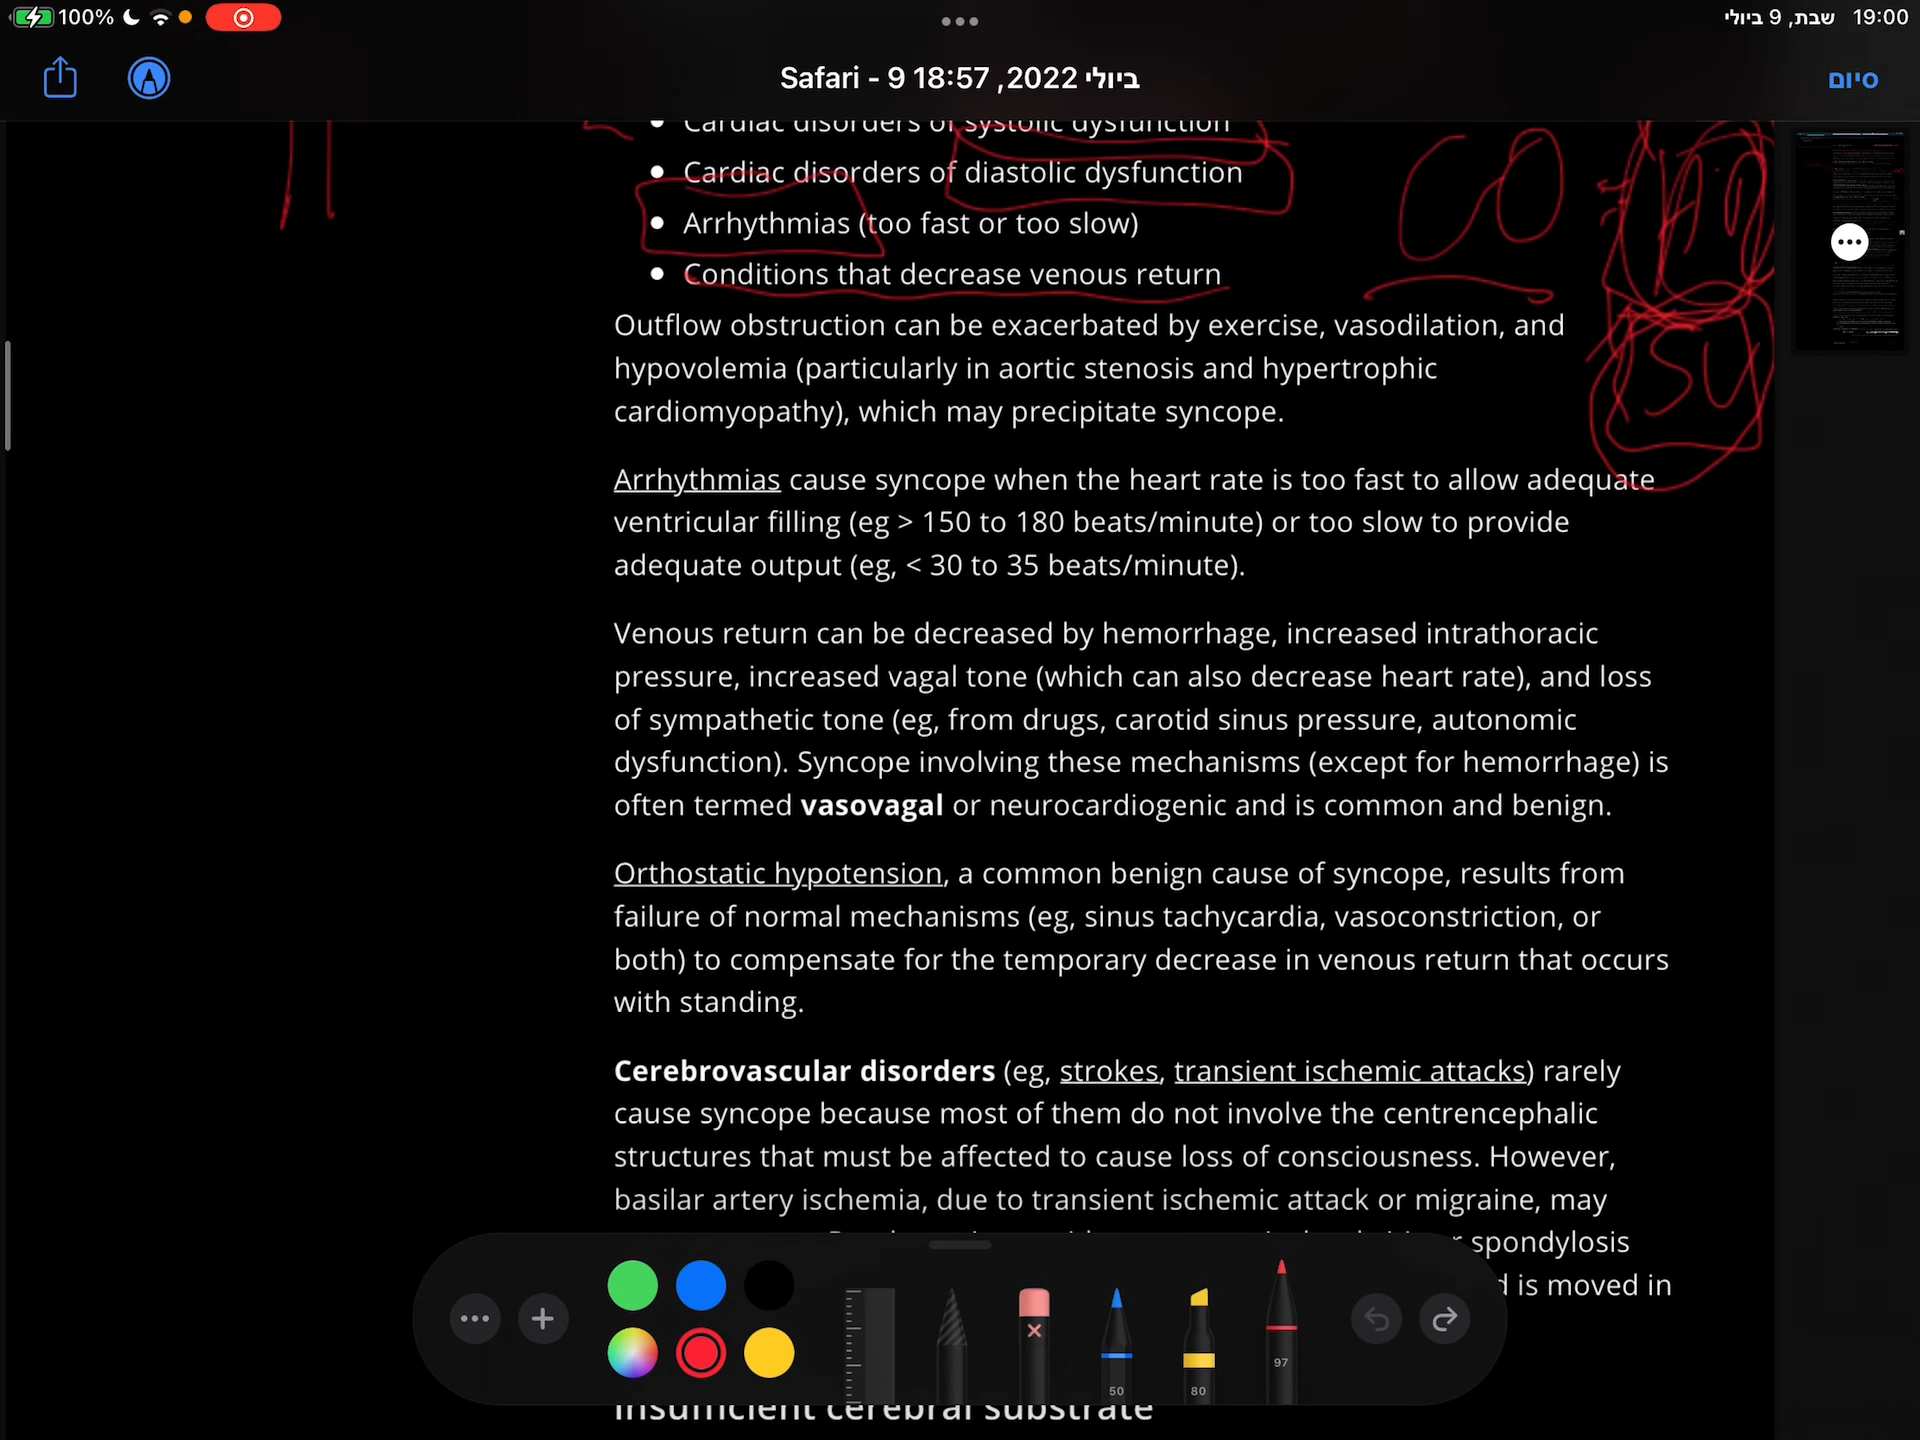 100%
שבת, 9 ביולי 19:00
Safari - 9 ביולי 2022, 18:57
סיום
Cardiac disorders of systolic dysfunction
Cardiac disorders of diastolic dysfunction
Arrhythmias (too fast or too slow)
Conditions that decrease venous return
CO
Outflow obstruction can be exacerbated by exercise, vasodilation, and
hypovolemia (particularly in aortic stenosis and hypertrophic
cardiomyopathy), which may precipitate syncope.
Arrhythmias cause syncope when the heart rate is too fast to allow adequate
ventricular filling (eg > 150 to 180 beats/minute) or too slow to provide
adequate output (eg, < 30 to 35 beats/minute).
Venous return can be decreased by hemorrhage, increased intrathoracic
pressure, increased vagal tone (which can also decrease heart rate), and loss
of sympathetic tone (eg, from drugs, carotid sinus pressure, autonomic
dysfunction). Syncope involving these mechanisms (except for hemorrhage) is
often termed vasovagal or neurocardiogenic and is common and benign.
Orthostatic hypotension, a common benign cause of syncope, results from
failure of normal mechanisms (eg, sinus tachycardia, vasoconstriction, or
both) to compensate for the temporary decrease in venous return that occurs
with standing.
Cerebrovascular disorders (eg, strokes, transient ischemic attacks) rarely
cause syncope because most of them do not involve the centrencephalic
structures that must be affected to cause loss of consciousness. However,
basilar artery ischemia, due to transient ischemic attack or migraine, may
spondylosis
is moved in
50
80
97
Insufficient cerebral substrate